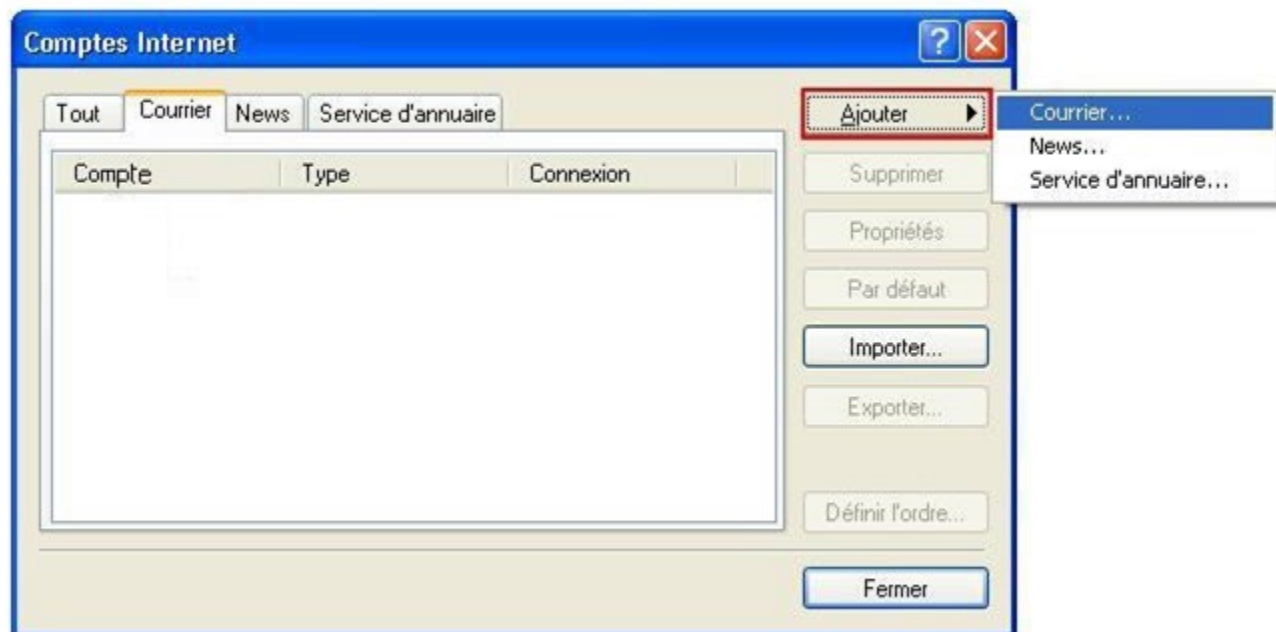 Comptes Internet
Tout Courrier News Service d'annuaire
Compte Type Connexion
Ajouter
Supprimer
Propriétés
Par défaut
Importer...
Exporter...
Définir l'ordre...
Fermer
Courrier...
News...
Service d'annuaire...